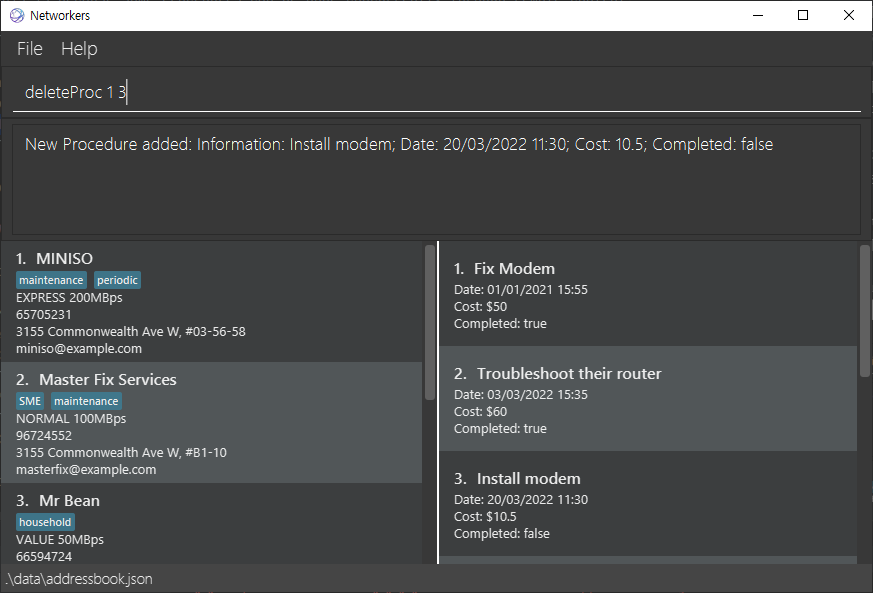 Networkers
File Help
deleteProc 1 3
New Procedure added: Information: Install modem; Date: 20/03/2022 11:30; Cost: 10.5; Completed: false
1. MINISO
maintenance periodic
EXPRESS 200MBps
65705231
3155 Commonwealth Ave W, #03-56-58
miniso@example.com
2. Master Fix Services
SME maintenance
NORMAL 100MBps
96724552
3155 Commonwealth Ave W, #B1-10
masterfix@example.com
3. Mr Bean
household
VALUE 50MBps
66594724
1. Fix Modem
Date: 01/01/2021 15:55
Cost: $50
Completed: true
2. Troubleshoot their router
Date: 03/03/2022 15:35
Cost: $60
Completed: true
3. Install modem
Date: 20/03/2022 11:30
Cost: $10.5
Completed: false
.\data\addressbook.json